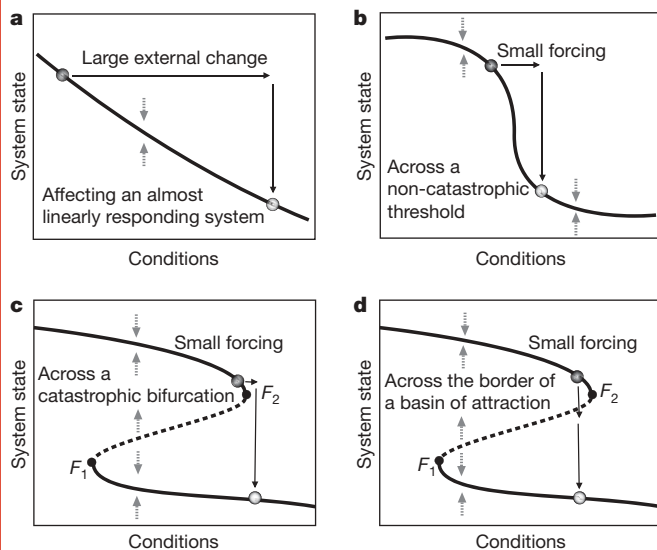 a
Large external change
System state
Affecting an almost
linearly responding system
Conditions
b
Small forcing
System state
Across a
non-catastrophic
threshold
Conditions
c
Small forcing
System state
Across a
catastrophic bifurcation
F2
F1
Conditions
d
Small forcing
System state
Across the border of
a basin of attraction
F2
F1
Conditions